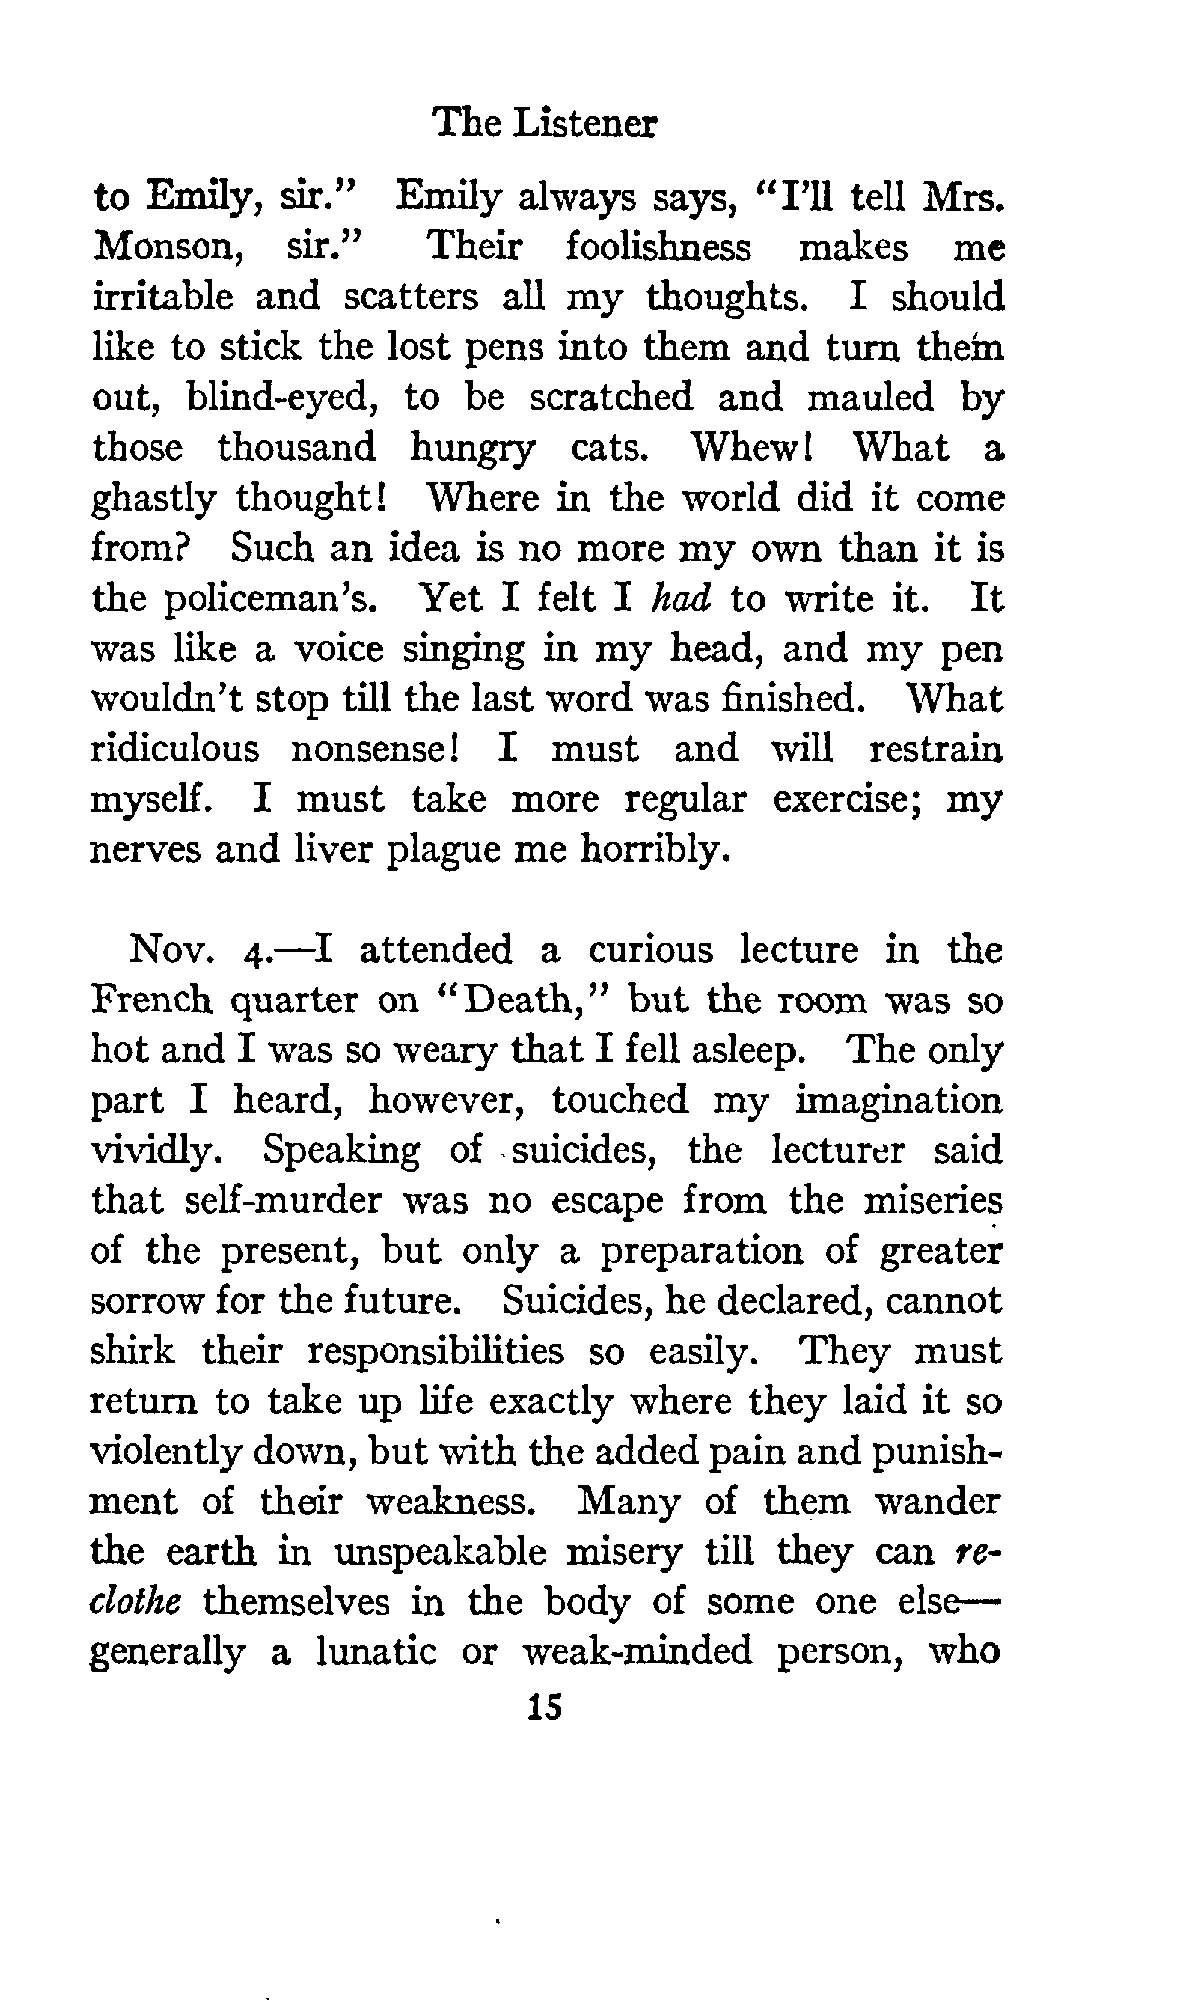 The Listener
to Emily, sir." Emily always says, "I'll tell Mrs.
Monson, sir." Their foolishness makes me
irritable and scatters all my thoughts. I should
like to stick the lost pens into them and turn them
out, blind-eyed, to be scratched and mauled by
those thousand hungry cats. Whew! What a
ghastly thought! Where in the world did it come
from? Such an idea is no more my own than it is
the policeman's. Yet I felt I had to write it. It
was like a voice singing in my head, and my pen
wouldn't stop till the last word was finished. What
ridiculous nonsense! I must and will restrain
myself. I must take more regular exercise; my
nerves and liver plague me horribly.
Nov. 4.—I attended a curious lecture in the
French quarter on "Death," but the room was so
hot and I was so weary that I fell asleep. The only
part I heard, however, touched my imagination
vividly. Speaking of suicides, the lecturer said
that self-murder was no escape from the miseries
of the present, but only a preparation of greater
sorrow for the future. Suicides, he declared, cannot
shirk their responsibilities so easily. They must
return to take up life exactly where they laid it so
violently down, but with the added pain and punish-
ment of their weakness. Many of them wander
the earth in unspeakable misery till they can re-
clothe themselves in the body of some one else—
generally a lunatic or weak-minded person, who
15